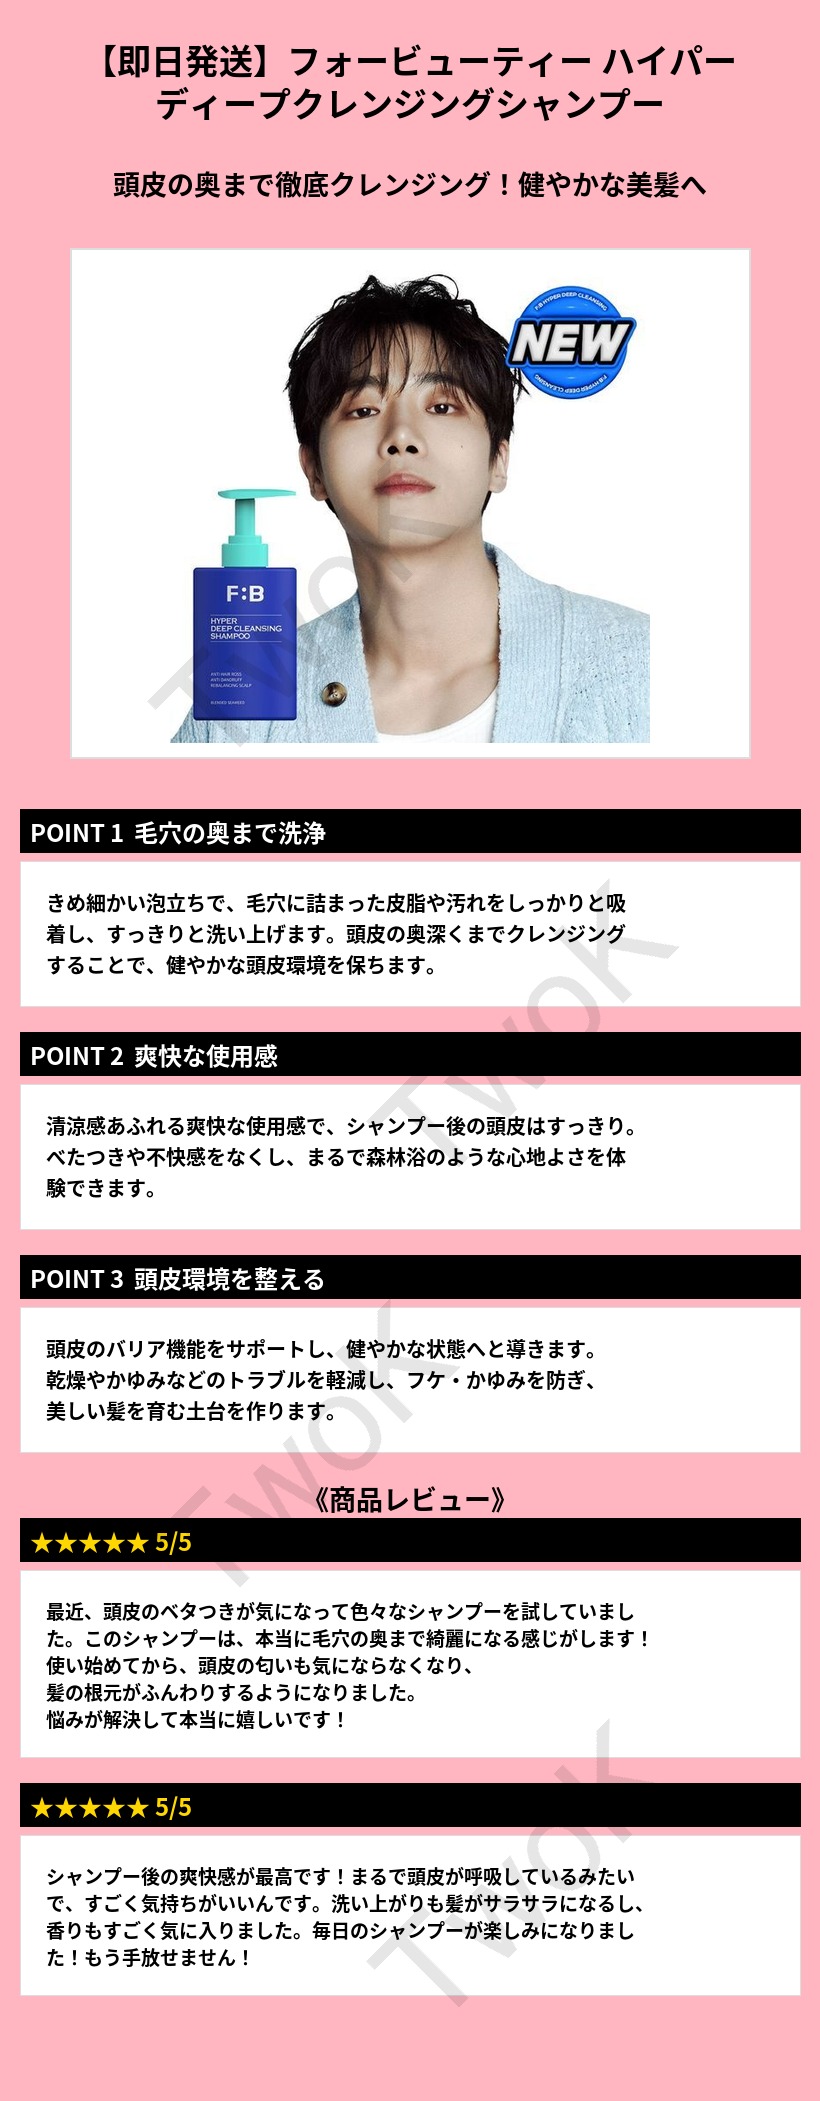 【即日発送】フォービューティー ハイパー
ディープクレンジングシャンプー
頭皮の奥まで徹底クレンジング！健やかな美髪へ
F:B HYPER DEEP CLEANSING
NEW
F:B HYPER DEEP CLEANSING
F:B
HYPER
DEEP CLEANSING
SHAMPOO
ANTI HAIR ROSS
ANTI DANDRUFF
REBALANCING SCALP
BLENDED SEAWEED
TwoK
POINT 1 毛穴の奥まで洗浄
きめ細かい泡立ちで、毛穴に詰まった皮脂や汚れをしっかりと吸
着し、すっきりと洗い上げます。頭皮の奥深くまでクレンジング
することで、健やかな頭皮環境を保ちます。
TwoK
POINT 2 爽快な使用感
清涼感あふれる爽快な使用感で、シャンプー後の頭皮はすっきり。
べたつきや不快感をなくし、まるで森林浴のような心地よさを体
験できます。
POINT 3 頭皮環境を整える
頭皮のバリア機能をサポートし、健やかな状態へと導きます。
乾燥やかゆみなどのトラブルを軽減し、フケ・かゆみを防ぎ、
美しい髪を育む土台を作ります。
TwoK
《商品レビュー》
★★★★★ 5/5
最近、頭皮のベタつきが気になって色々なシャンプーを試していまし
た。このシャンプーは、本当に毛穴の奥まで綺麗になる感じがします！
使い始めてから、頭皮の匂いも気にならなくなり、
髪の根元がふんわりするようになりました。
悩みが解決して本当に嬉しいです！
★★★★★ 5/5
シャンプー後の爽快感が最高です！まるで頭皮が呼吸しているみたい
で、すごく気持ちがいいんです。洗い上がりも髪がサラサラになるし、
香りもすごく気に入りました。毎日のシャンプーが楽しみになりまし
た！もう手放せません！
TwoK